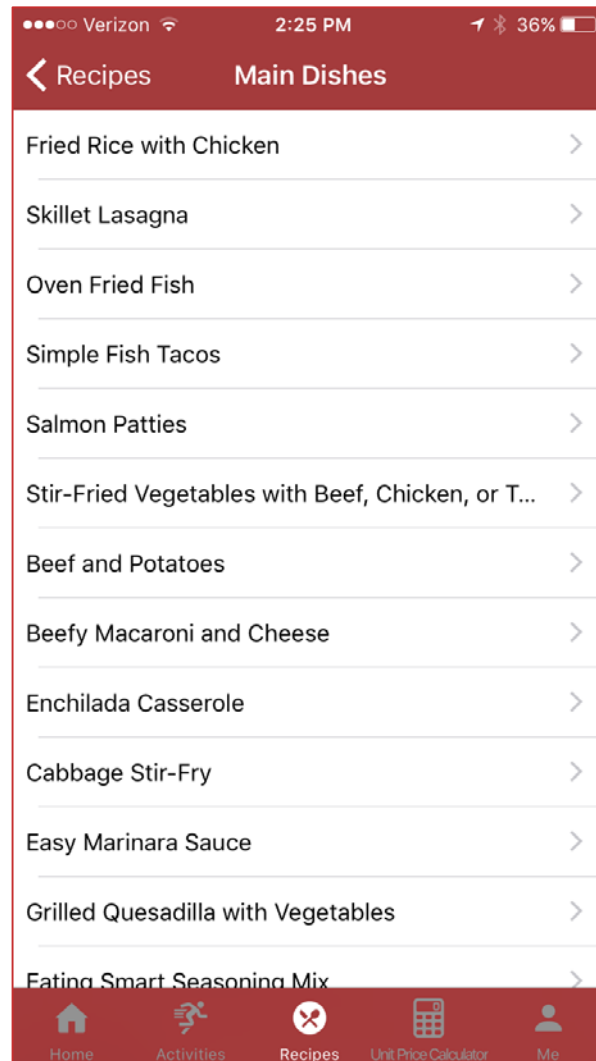 Verizon 2:25 PM 36%
Recipes Main Dishes
Fried Rice with Chicken
Skillet Lasagna
Oven Fried Fish
Simple Fish Tacos
Salmon Patties
Stir-Fried Vegetables with Beef, Chicken, or T...
Beef and Potatoes
Beefy Macaroni and Cheese
Enchilada Casserole
Cabbage Stir-Fry
Easy Marinara Sauce
Grilled Quesadilla with Vegetables
Eating Smart Seasoning Mix
Home Activities Recipes Unit Price Calculator Me